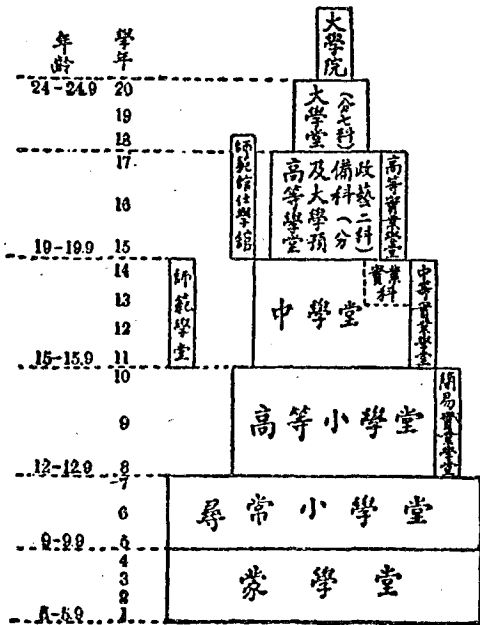 大學院
年齡
學年
24-24.9 20
大學堂(分七科)
19
18
師範館仕學館
17
高等學堂及大學預備科(分政藝二科)
高等實業學堂
16
19-19.9 15
師範學堂
14
實業科
中等實業學堂
13
中學堂
12
15-15.9 11
10
簡易實業學堂
9
高等小學堂
12-12.9 8
7
6
尋常小學堂
9-9.9 5
4
3
蒙學堂
2
5-5.9 1